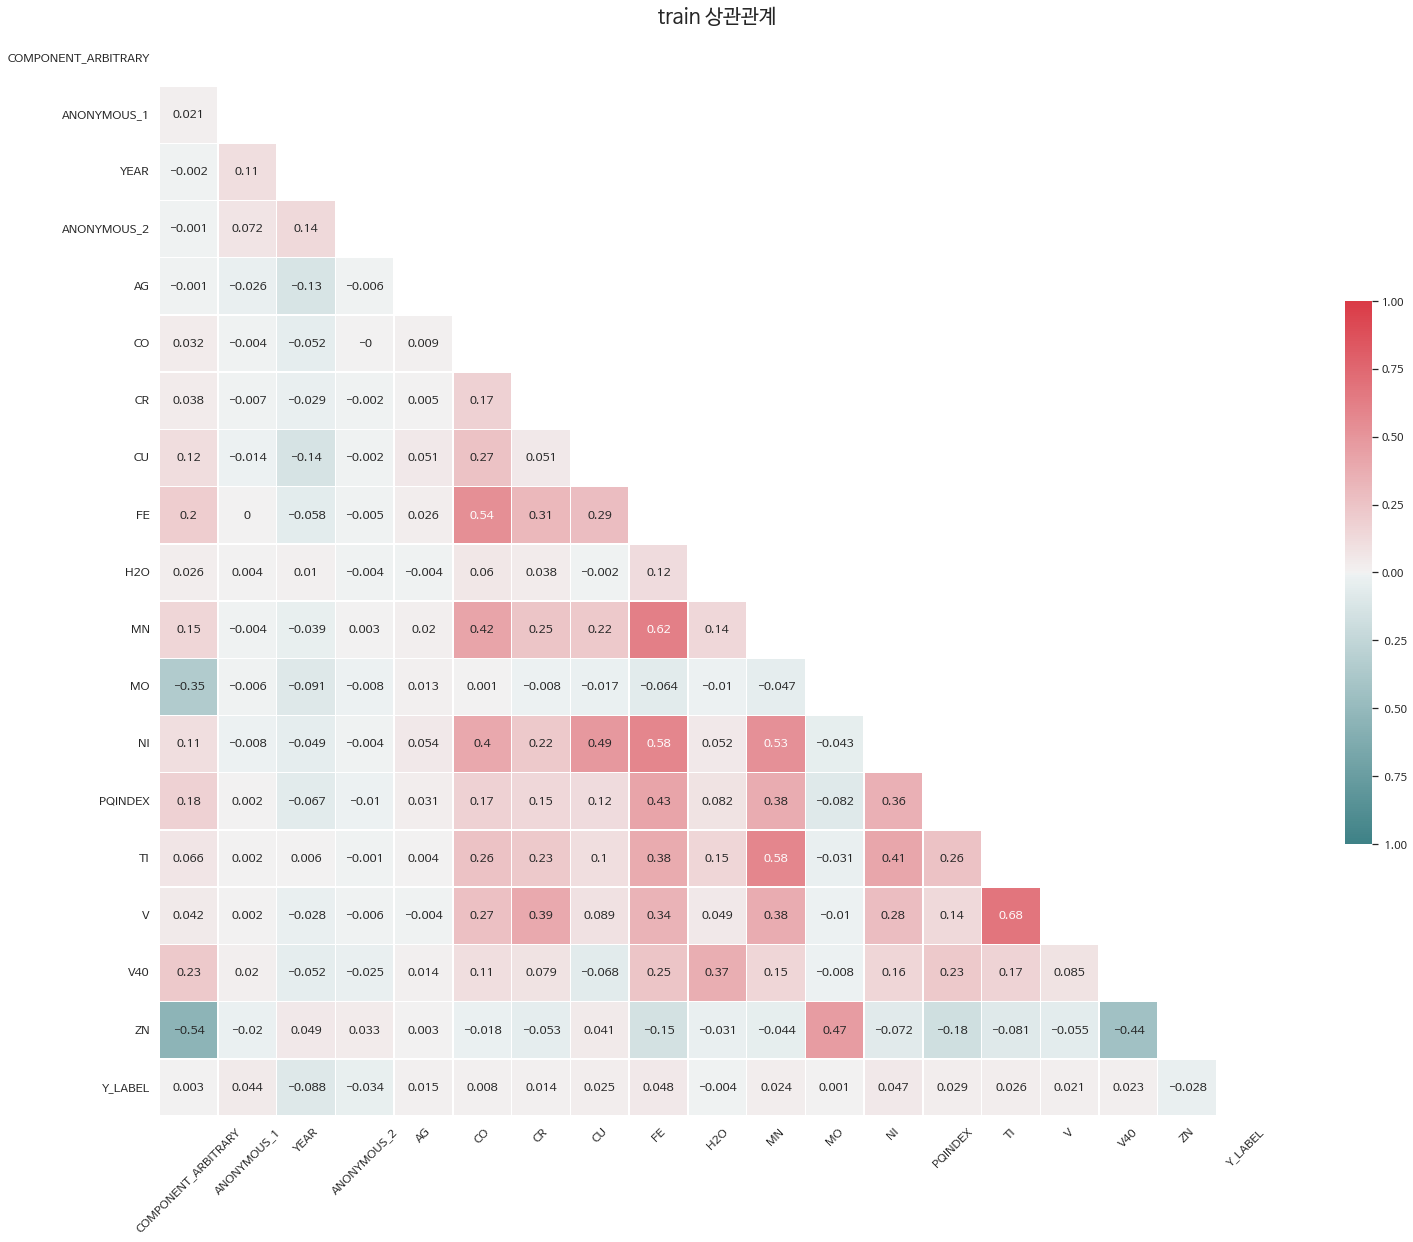 train 상관관계
COMPONENT_ARBITRARY
ANONYMOUS_1 0.021
YEAR −0.002 0.11
ANONYMOUS_2 −0.001 0.072 0.14
AG −0.001 −0.026 −0.13 −0.006
CO 0.032 −0.004 −0.052 −0 0.009
CR 0.038 −0.007 −0.029 −0.002 0.005 0.17
CU 0.12 −0.014 −0.14 −0.002 0.051 0.27 0.051
FE 0.2 0 −0.058 −0.005 0.026 0.54 0.31 0.29
H2O 0.026 0.004 0.01 −0.004 −0.004 0.06 0.038 −0.002 0.12
MN 0.15 −0.004 −0.039 0.003 0.02 0.42 0.25 0.22 0.62 0.14
MO −0.35 −0.006 −0.091 −0.008 0.013 0.001 −0.008 −0.017 −0.064 −0.01 −0.047
NI 0.11 −0.008 −0.049 −0.004 0.054 0.4 0.22 0.49 0.58 0.052 0.53 −0.043
PQINDEX 0.18 0.002 −0.067 −0.01 0.031 0.17 0.15 0.12 0.43 0.082 0.38 −0.082 0.36
TI 0.066 0.002 0.006 −0.001 0.004 0.26 0.23 0.1 0.38 0.15 0.58 −0.031 0.41 0.26
V 0.042 0.002 −0.028 −0.006 −0.004 0.27 0.39 0.089 0.34 0.049 0.38 −0.01 0.28 0.14 0.68
V40 0.23 0.02 −0.052 −0.025 0.014 0.11 0.079 −0.068 0.25 0.37 0.15 −0.008 0.16 0.23 0.17 0.085
ZN −0.54 −0.02 0.049 0.033 0.003 −0.018 −0.053 0.041 −0.15 −0.031 −0.044 0.47 −0.072 −0.18 −0.081 −0.055 −0.44
Y_LABEL 0.003 0.044 −0.088 −0.034 0.015 0.008 0.014 0.025 0.048 −0.004 0.024 0.001 0.047 0.029 0.026 0.021 0.023 −0.028
COMPONENT_ARBITRARY ANONYMOUS_1 YEAR ANONYMOUS_2 AG CO CR CU FE H2O MN MO NI PQINDEX TI V V40 ZN Y_LABEL
1.00
0.75
0.50
0.25
0.00
0.25
0.50
0.75
1.00